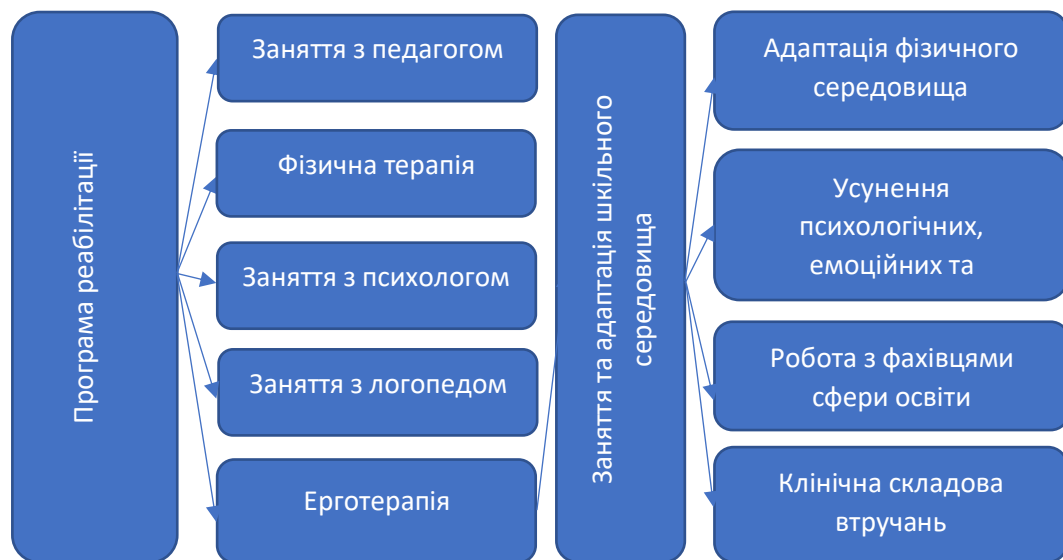 Програма реабілітації
Заняття з педагогом
Фізична терапія
Заняття з психологом
Заняття з логопедом
Ерготерапія
Заняття та адаптація шкільного
середовища
Адаптація фізичного
середовища
Усунення
психологічних,
емоційних та
Робота з фахівцями
сфери освіти
Клінічна складова
втручань